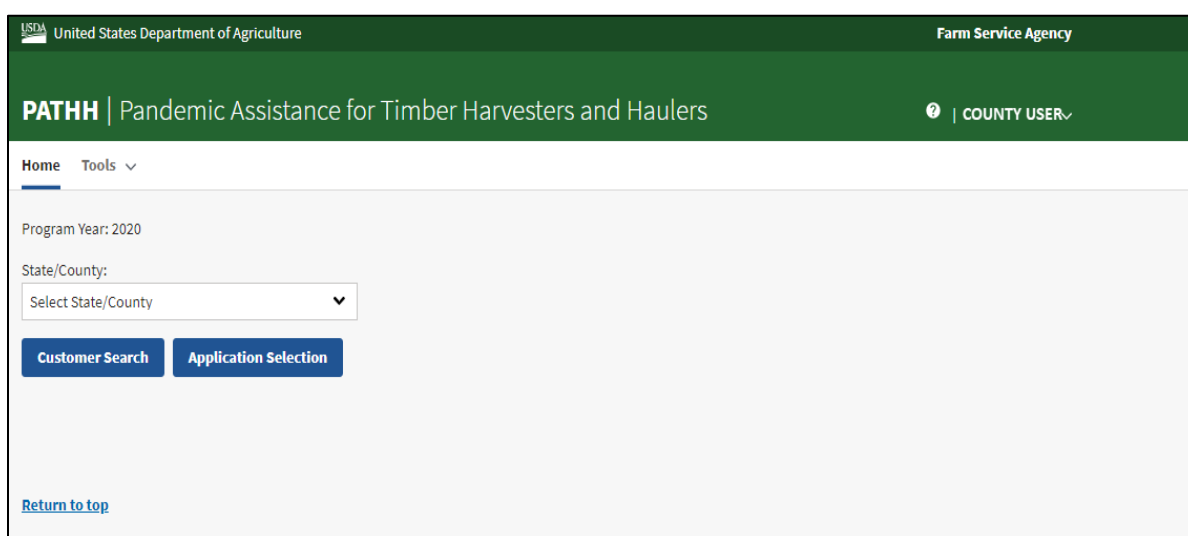 USDA United States Department of Agriculture Farm Service Agency
PATHH | Pandemic Assistance for Timber Harvesters and Haulers ? | COUNTY USER
Home Tools
Program Year: 2020
State/County:
Select State/County
Customer Search Application Selection
Return to top